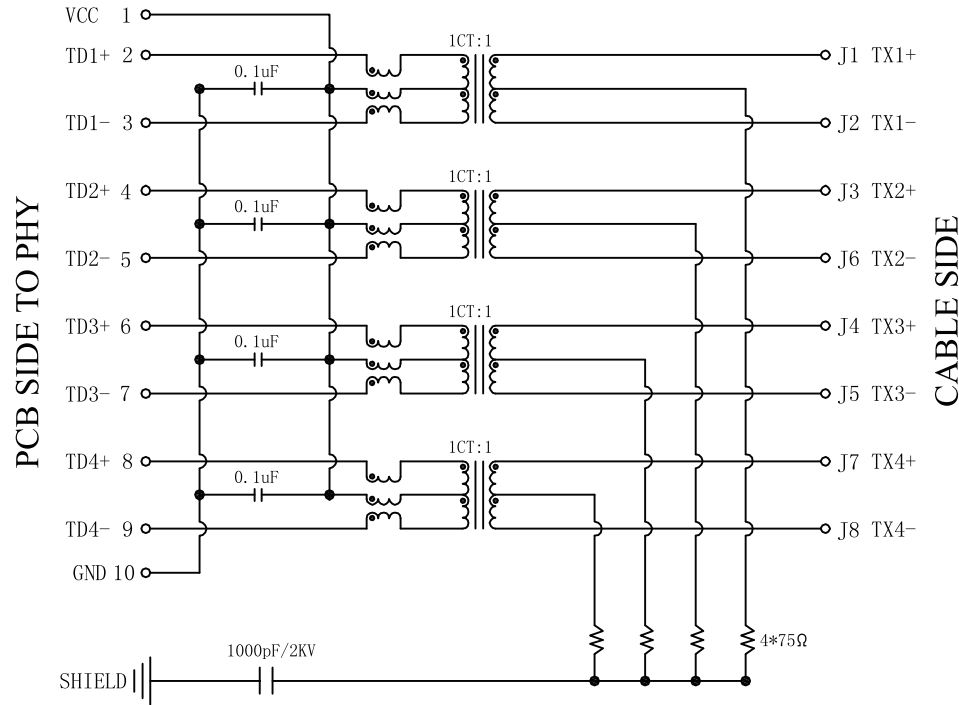 VCC 1
1CT:1
TD1+ 2
J1 TX1+
0.1uF
TD1- 3
J2 TX1-
1CT:1
TD2+ 4
J3 TX2+
0.1uF
TD2- 5
J6 TX2-
1CT:1
TD3+ 6
J4 TX3+
0.1uF
TD3- 7
J5 TX3-
1CT:1
TD4+ 8
J7 TX4+
0.1uF
TD4- 9
J8 TX4-
GND 10
PCB SIDE TO PHY
CABLE SIDE
4*75Ω
1000pF/2KV
SHIELD